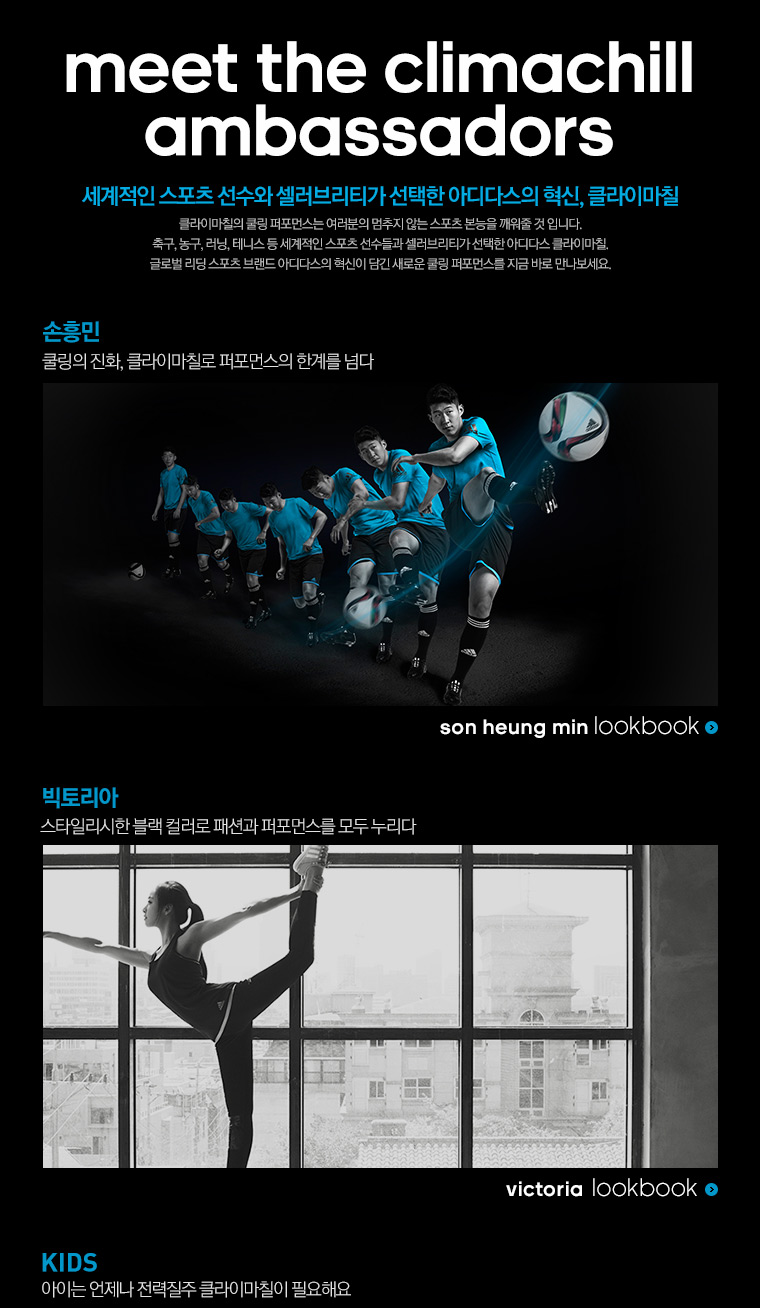 meet the climachill
ambassadors
세계적인 스포츠 선수와 셀러브리티가 선택한 아디다스의 혁신, 클라이마칠
클라이마칠의 쿨링 퍼포먼스는 여러분의 멈추지 않는 스포츠 본능을 깨워줄 것 입니다.
축구, 농구, 러닝, 테니스 등 세계적인 스포츠 선수들과 셀러브리티가 선택한 아디다스 클라이마칠.
글로벌 리딩 스포츠 브랜드 아디다스의 혁신이 담긴 새로운 쿨링 퍼포먼스를 지금 바로 만나보세요.
손흥민
쿨링의 진화, 클라이마칠로 퍼포먼스의 한계를 넘다
son heung min lookbook
빅토리아
스타일리시한 블랙 컬러로 패션과 퍼포먼스를 모두 누리다
victoria lookbook
KIDS
아이는 언제나 전력질주 클라이마칠이 필요해요